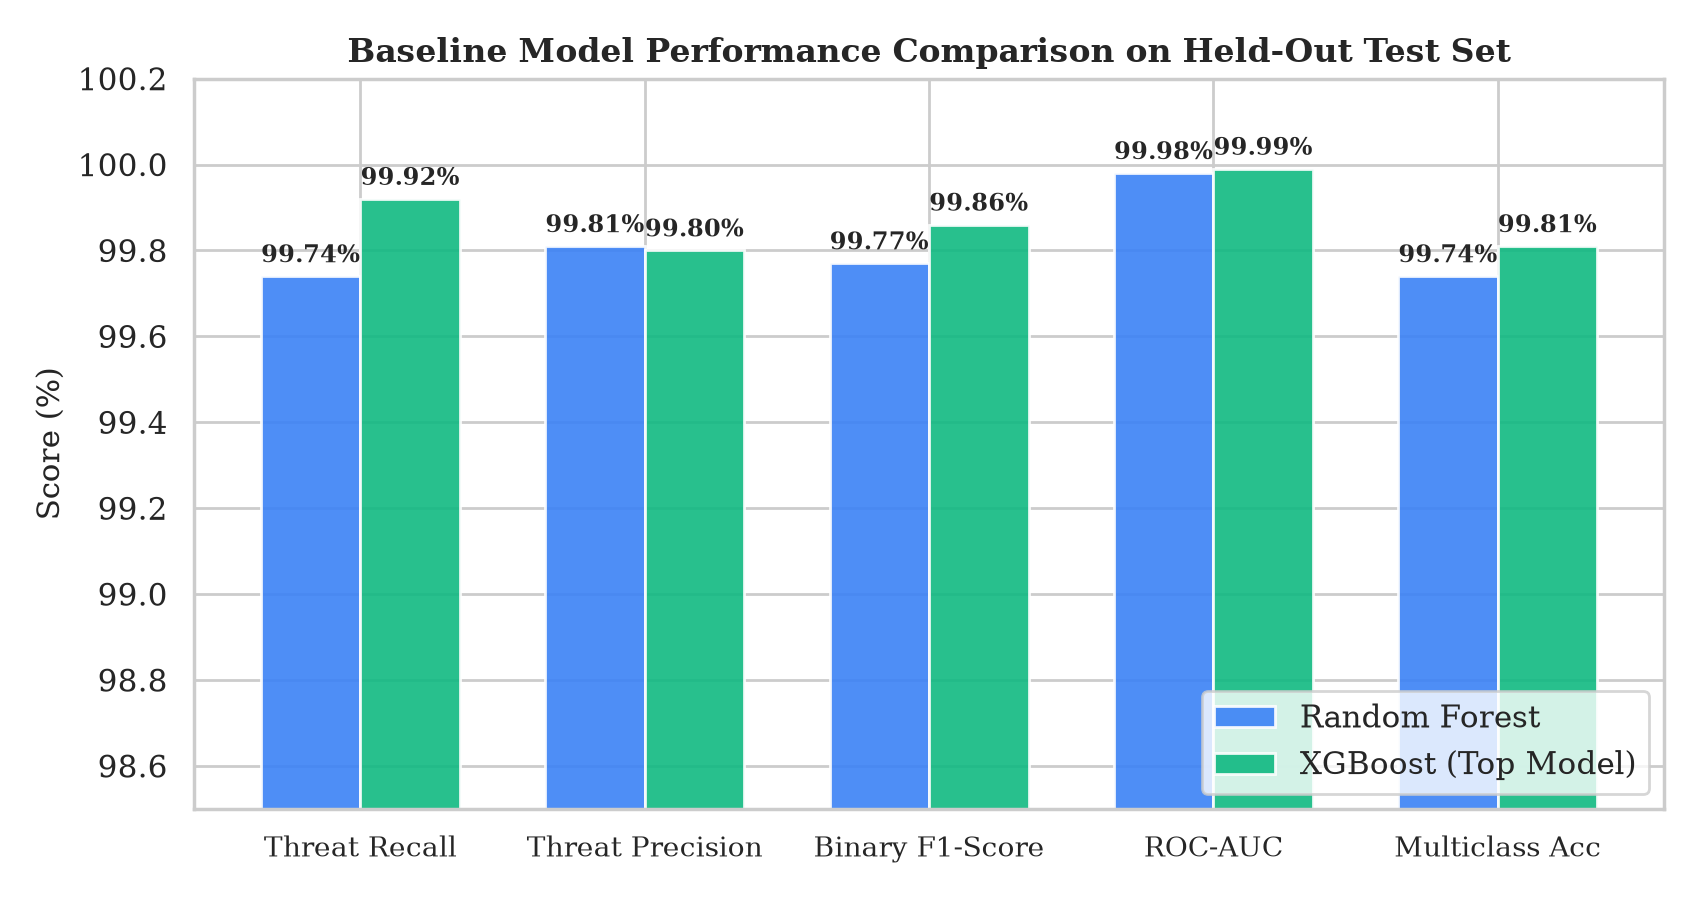 Baseline Model Performance Comparison on Held-Out Test Set
Score (%)
100.2
100.0
99.8
99.6
99.4
99.2
99.0
98.8
98.6
99.74%
99.92%
99.81%
99.80%
99.77%
99.86%
99.98%
99.99%
99.74%
99.81%
Random Forest
XGBoost (Top Model)
Threat Recall
Threat Precision
Binary F1-Score
ROC-AUC
Multiclass Acc